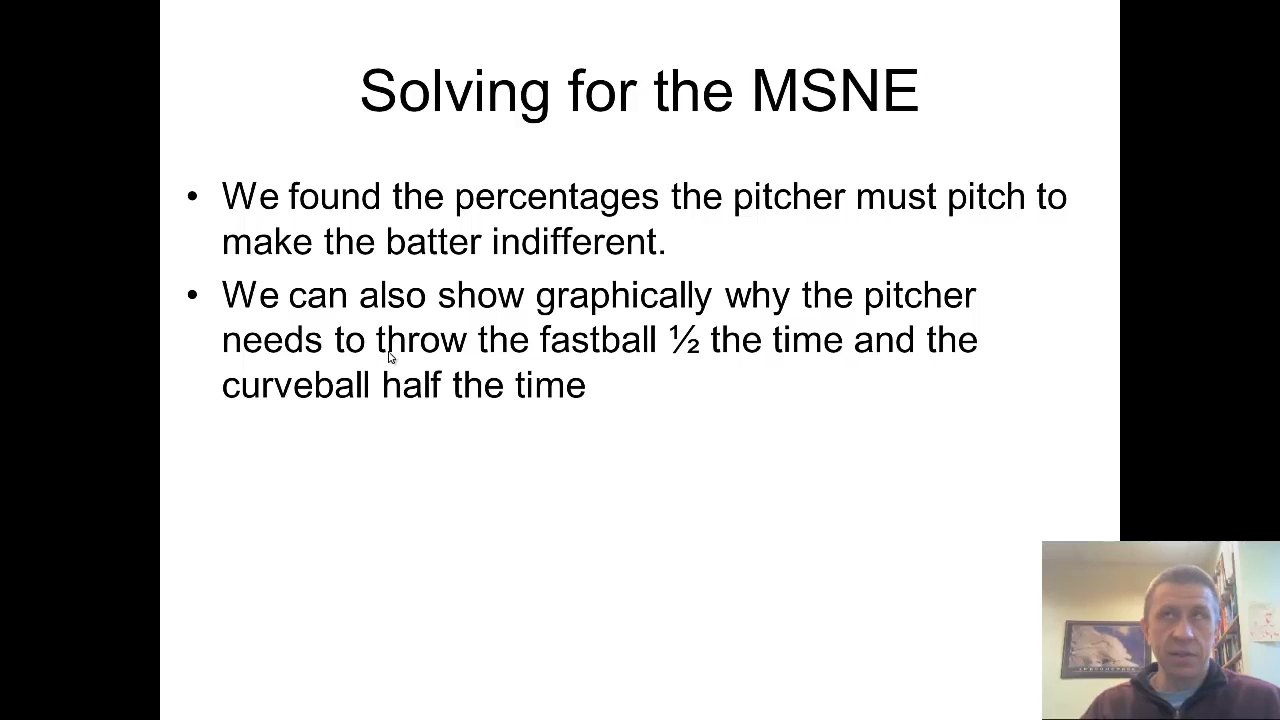 Solving for the MSNE
• We found the percentages the pitcher must pitch to
make the batter indifferent.
• We can also show graphically why the pitcher
needs to throw the fastball ½ the time and the
curveball half the time